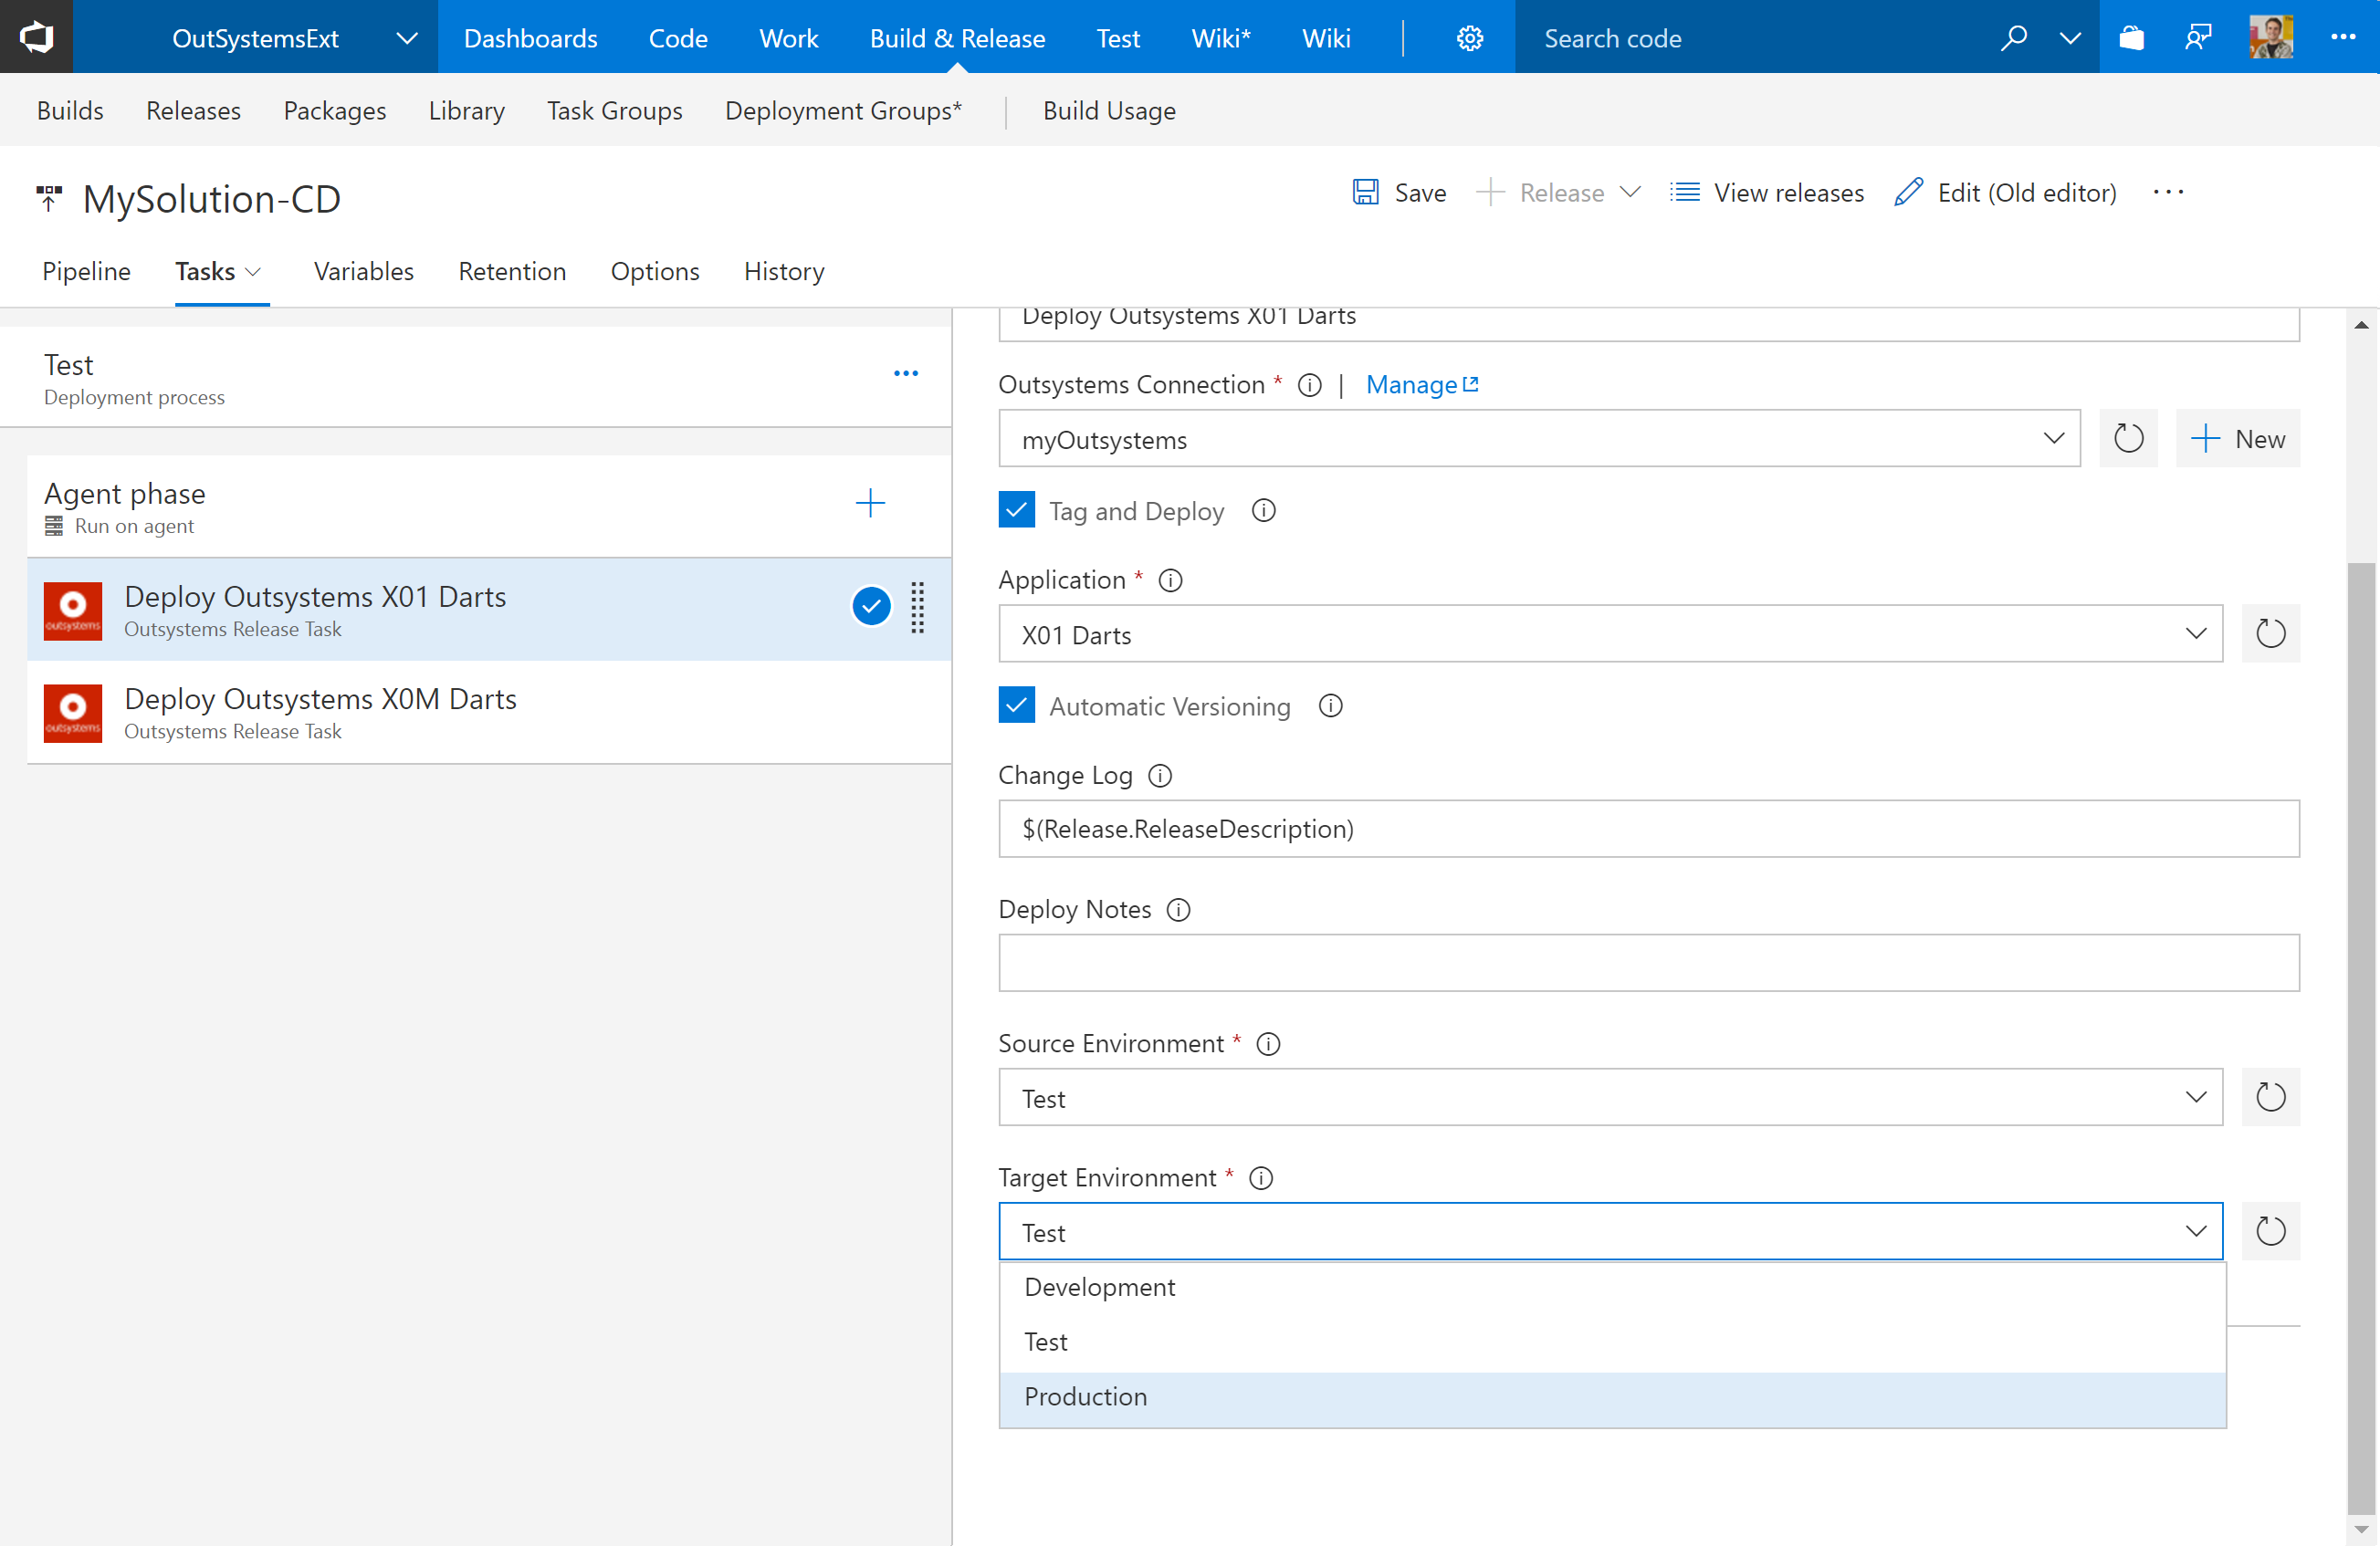 OutSystemsExt
Dashboards
Code
Work
Build & Release
Test
Wiki*
Wiki
Search code
Builds
Releases
Packages
Library
Task Groups
Deployment Groups*
Build Usage
MySolution-CD
Save
Release
View releases
Edit (Old editor)
Pipeline
Tasks
Variables
Retention
Options
History
Test
Deployment process
Agent phase
Run on agent
outsystems
Deploy Outsystems X01 Darts
Outsystems Release Task
outsystems
Deploy Outsystems X0M Darts
Outsystems Release Task
Deploy Outsystems X01 Darts
Outsystems Connection * | Manage
myOutsystems
New
Tag and Deploy
Application *
X01 Darts
Automatic Versioning
Change Log
$(Release.ReleaseDescription)
Deploy Notes
Source Environment *
Test
Target Environment *
Test
Development
Test
Production